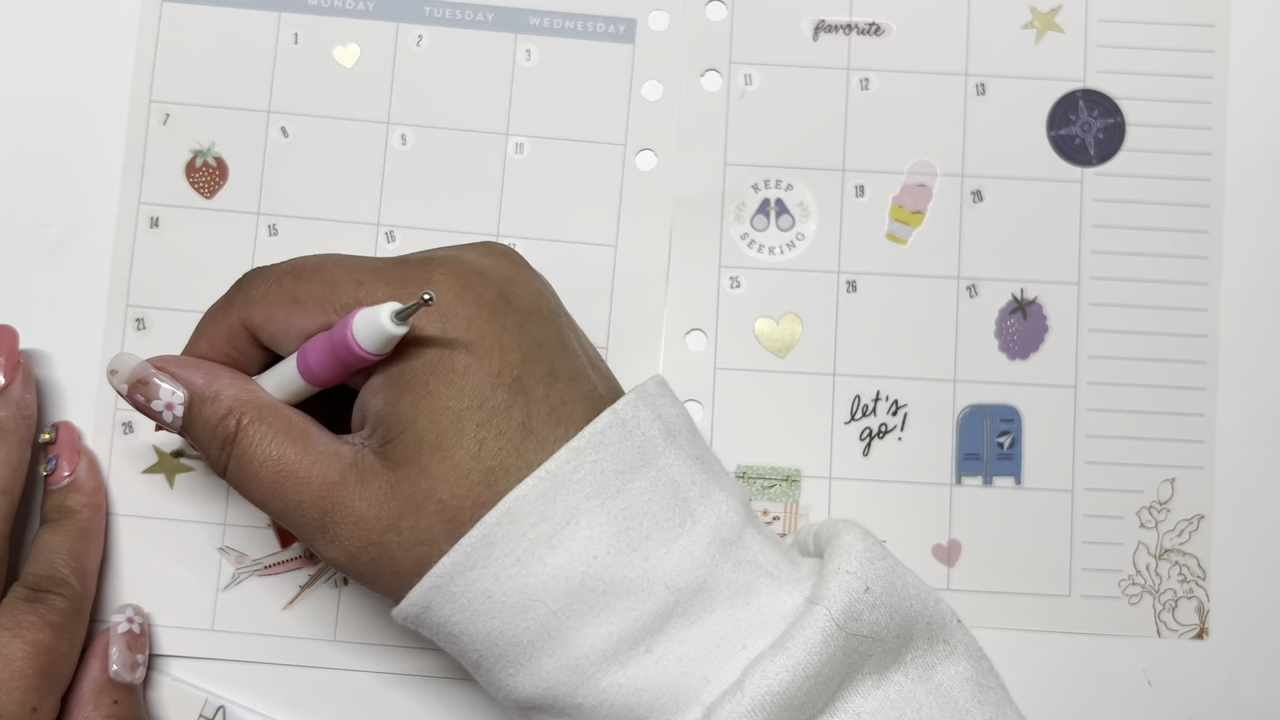 MONDAY TUESDAY WEDNESDAY
1 2 3
7 8 9 10
14 15 16
21
28
favorite
11 12 13
KEEP
SEEKING
19 20
25 26 27
let's
go!